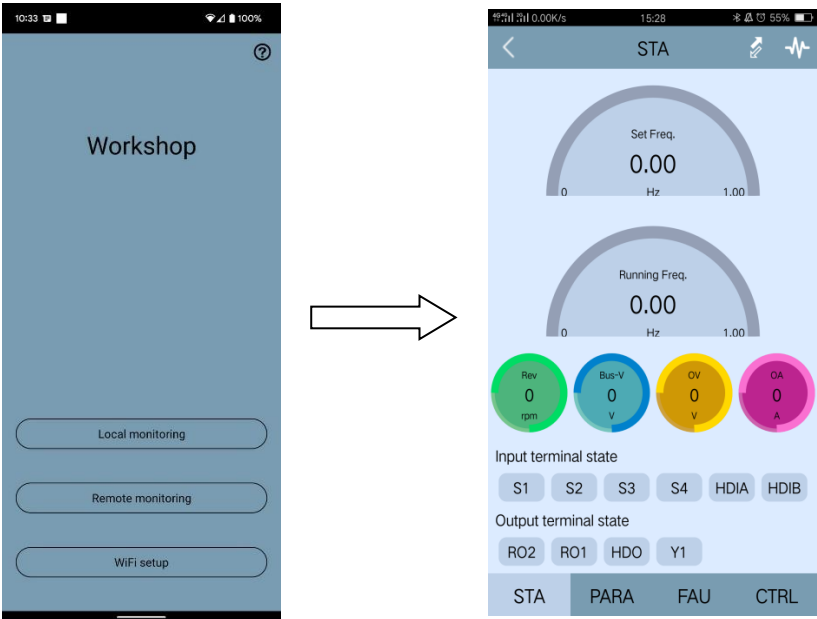 10:33 100%
Workshop
Local monitoring
Remote monitoring
WiFi setup
0.00K/s 15:28 55%
STA
Set Freq.
0.00
0 Hz 1.00
Running Freq.
0.00
0 Hz 1.00
Rev Bus-V OV OA
0 0 0 0
rpm V V A
Input terminal state
S1 S2 S3 S4 HDIA HDIB
Output terminal state
RO2 RO1 HDO Y1
STA PARA FAU CTRL